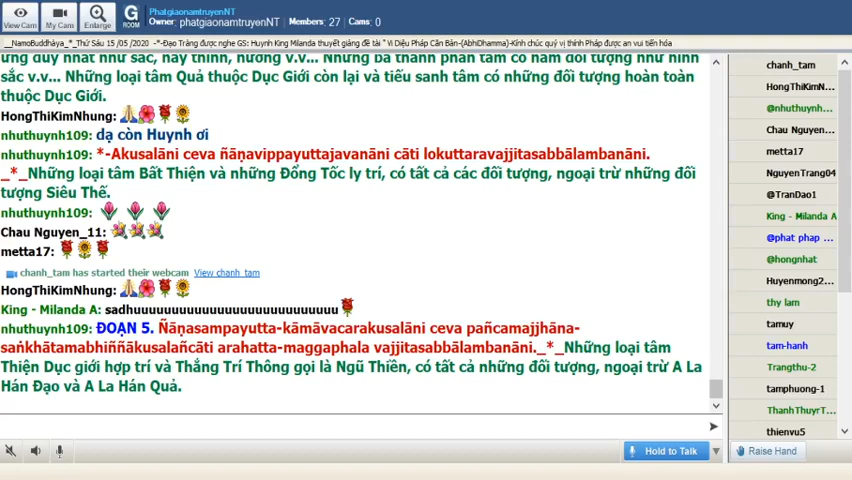 PhatgiaonamtruyenNT
Owner: phatgiaonamtruyenNT Members: 27 Cams: 0
View Cam
My Cam
Enlarge
G ROOM
__NamoBuddhàya_*_Thứ Sáu 15 /05 /2020 -*-Đạo Tràng được nghe GS: Huynh King Milanda thuyết giảng đề tài " Vi Diệu Pháp Căn Bản-(AbhiDhamma)-Kính chúc quý vị thính Pháp được an vui tiến hóa
ứng duy nhất như sắc, hay thinh, hương v.v... Những ba thành phần tâm có năm đối tượng như hình
sắc v.v... Những loại tâm Quả thuộc Dục Giới còn lại và tiếu sanh tâm có những đối tượng hoàn toàn
thuộc Dục Giới.
HongThiKimNhung:
nhuthuynh109: dạ còn Huynh ơi
nhuthuynh109: *-Akusalāni ceva ñāṇavippayuttajavanāni cāti lokuttaravajjitasabbālambanāni.
_*_Những loại tâm Bất Thiện và những Đổng Tốc ly trí, có tất cả các đối tượng, ngoại trừ những đối
tượng Siêu Thế.
nhuthuynh109:
Chau Nguyen_11:
metta17:
chanh_tam has started their webcam View chanh_tam
HongThiKimNhung:
King - Milanda A: sadhuuuuuuuuuuuuuuuuuuuuuuuuuuu
nhuthuynh109: ĐOẠN 5. Ñāṇasampayutta-kāmāvacarakusalāni ceva pañcamajjhāna-
saṅkhātamabhiññākusalañcāti arahatta-maggaphala vajjitasabbālambanāni._*_Những loại tâm
Thiện Dục giới hợp trí và Thắng Trí Thông gọi là Ngũ Thiền, có tất cả những đối tượng, ngoại trừ A La
Hán Đạo và A La Hán Quả.
chanh_tam
HongThiKimN...
@nhuthuynh...
Chau Nguyen...
metta17
NguyenTrang04
@TranDao1
King - Milanda A
@phat phap ...
@hongnhat
Huyenmong2...
thy lam
tamuy
tam-hanh
Trangthu-2
tamphuong-1
ThanhThuyrT...
thienvu5
Hold to Talk
Raise Hand